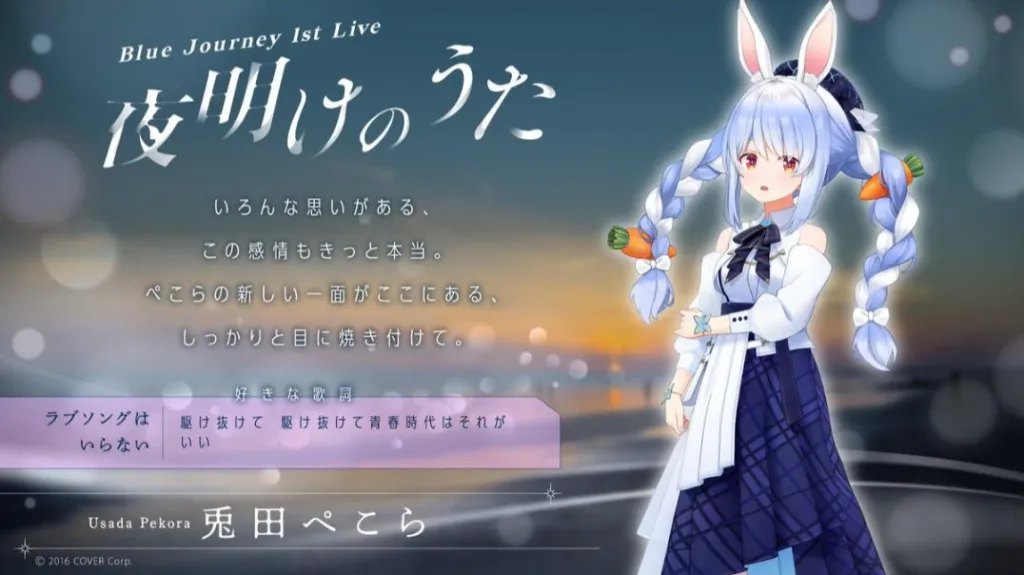 Blue Journey 1st Live
夜明けのうた
いろんな思いがある、
この感情もきっと本当。
ぺこらの新しい一面がここにある、
しっかりと目に焼き付けて。
好きな歌詞
ラブソングは
いらない
駆け抜けて 駆け抜けて青春時代はそれが
いい
Usada Pekora 兎田ぺこら
© 2016 COVER Corp.